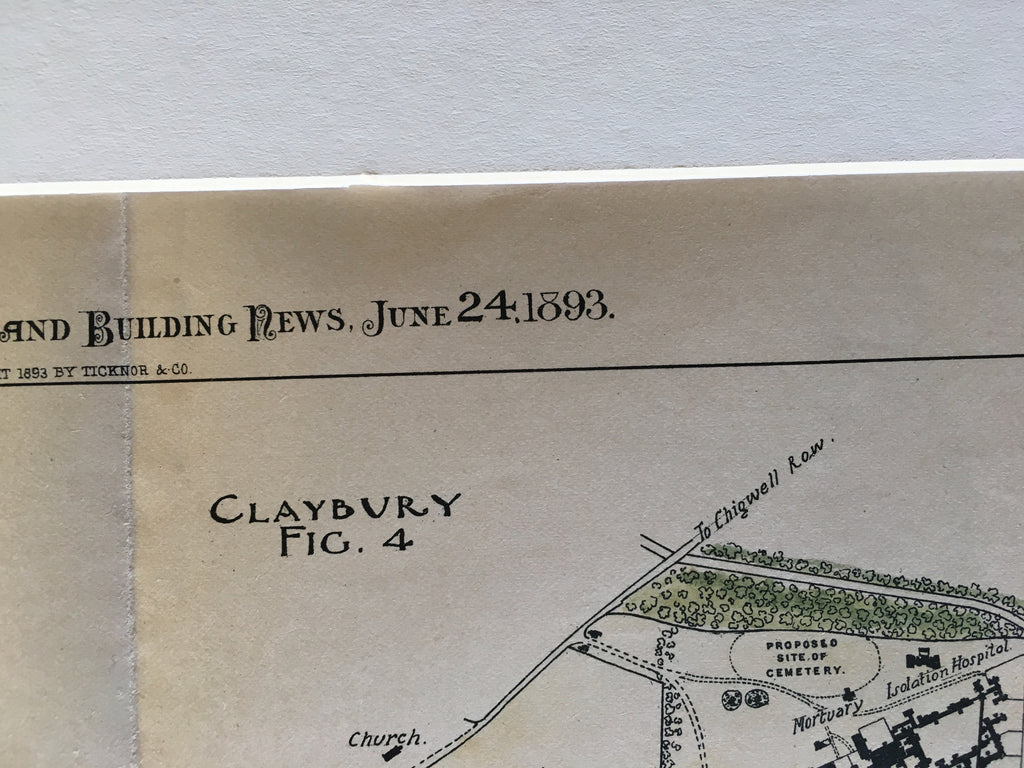 AND BUILDING NEWS, JUNE 24, 1893.
T 1893 BY TICKNOR & CO.
CLAYBURY
FIG. 4
To Chigwell Row.
PROPOSED
SITE OF
CEMETERY.
Isolation Hospital.
Mortuary
Church.